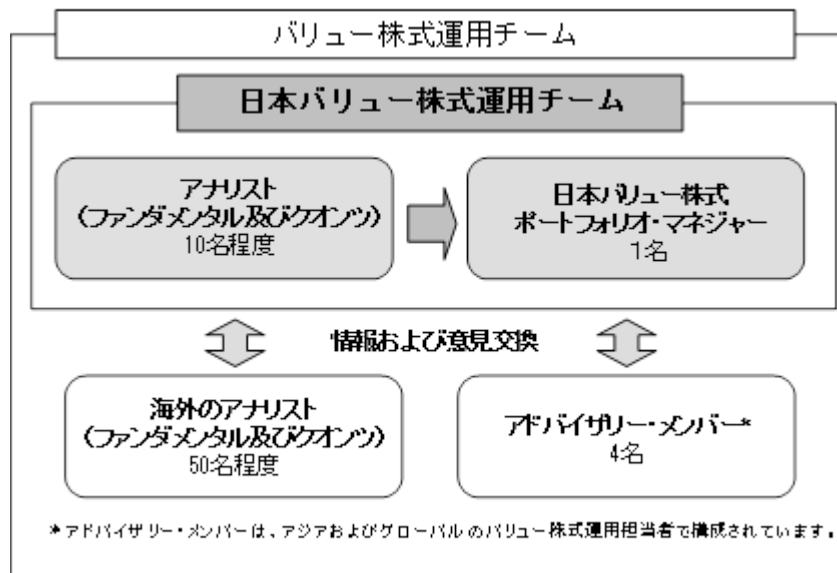 バリュー株式運用チーム
日本バリュー株式運用チーム
アナリスト
(ファンダメンタル及びクオンツ)
10名程度
日本バリュー株式
ポートフォリオ・マネジャー
1名
情報および意見交換
海外のアナリスト
(ファンダメンタル及びクオンツ)
50名程度
アドバイザリー・メンバー*
4名
*アドバイザリー・メンバーは、アジアおよびグローバルのバリュー株式運用担当者で構成されています。